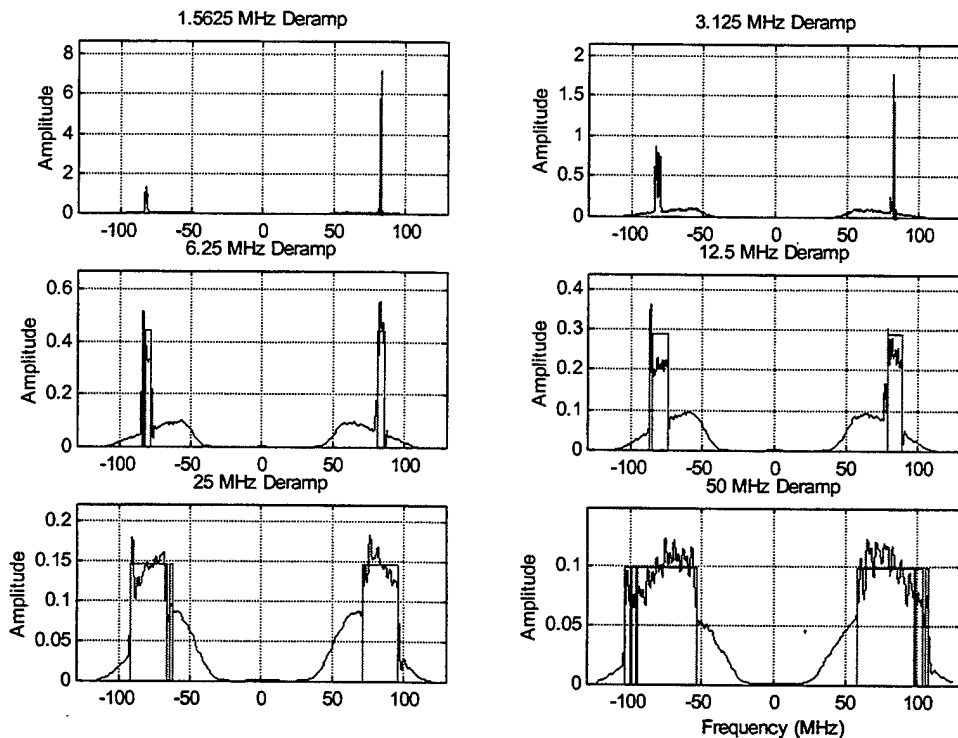 1.5625 MHz Deramp
8
6
4
2
0
Amplitude
-100 -50 0 50 100
3.125 MHz Deramp
2
1.5
1
0.5
0
Amplitude
-100 -50 0 50 100
6.25 MHz Deramp
0.6
0.4
0.2
0
Amplitude
-100 -50 0 50 100
12.5 MHz Deramp
0.4
0.3
0.2
0.1
0
Amplitude
-100 -50 0 50 100
25 MHz Deramp
0.2
0.15
0.1
0.05
0
Amplitude
-100 -50 0 50 100
50 MHz Deramp
0.1
0.05
0
Amplitude
-100 -50 0 50 100
Frequency (MHz)